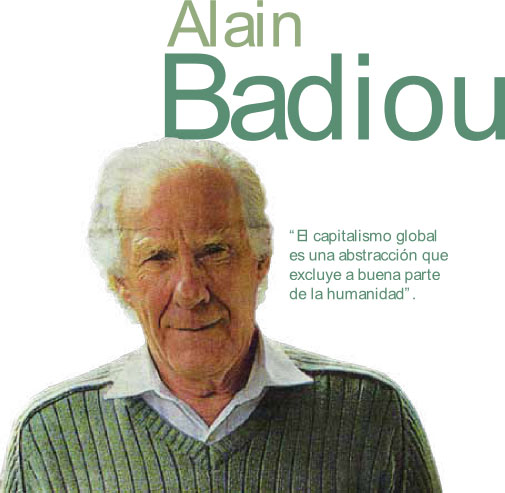 Alain
Badiou
“El capitalismo global
es una abstracción que
excluye a buena parte
de la humanidad”.